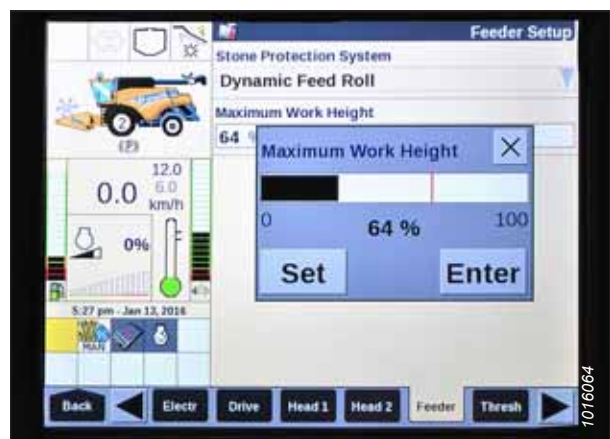 Feeder Setup
Stone Protection System
Dynamic Feed Roll
Maximum Work Height
64 %
Maximum Work Height
0
64 %
100
Set
Enter
2
(P)
12.0
6.0
0.0
km/h
0%
F
5:27 pm - Jan 13, 2016
MAN
Back
Electr
Drive
Head 1
Head 2
Feeder
Thresh
1016064